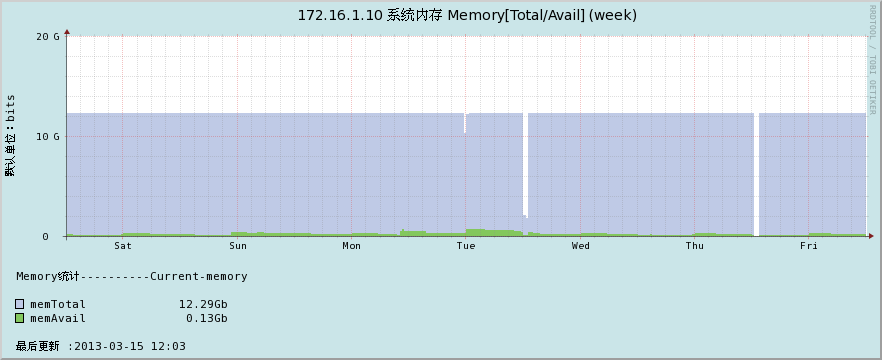 172.16.1.10 系统内存 Memory[Total/Avail] (week)
RRDTOOL / TOBI OETIKER
默认单位：bits
20 G
10 G
0
Sat Sun Mon Tue Wed Thu Fri
Memory统计----------Current-memory
memTotal 12.29Gb
memAvail 0.13Gb
最后更新 :2013-03-15 12:03